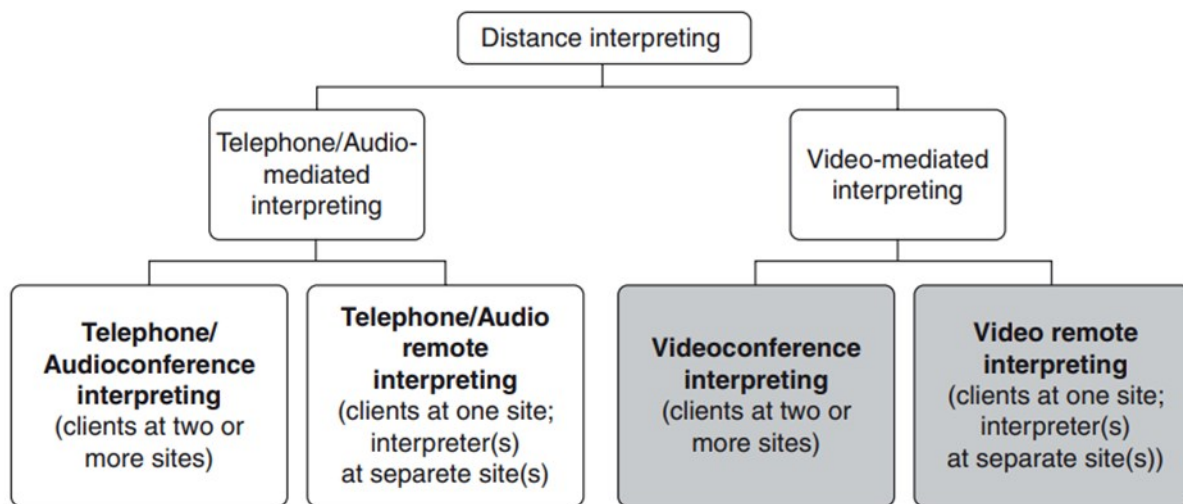 Distance interpreting
Telephone/Audio-
mediated
interpreting
Video-mediated
interpreting
Telephone/
Audioconference
interpreting
(clients at two or
more sites)
Telephone/Audio
remote
interpreting
(clients at one site;
interpreter(s)
at separete site(s)
Videoconference
interpreting
(clients at two or
more sites)
Video remote
interpreting
(clients at one site;
interpreter(s)
at separate site(s))